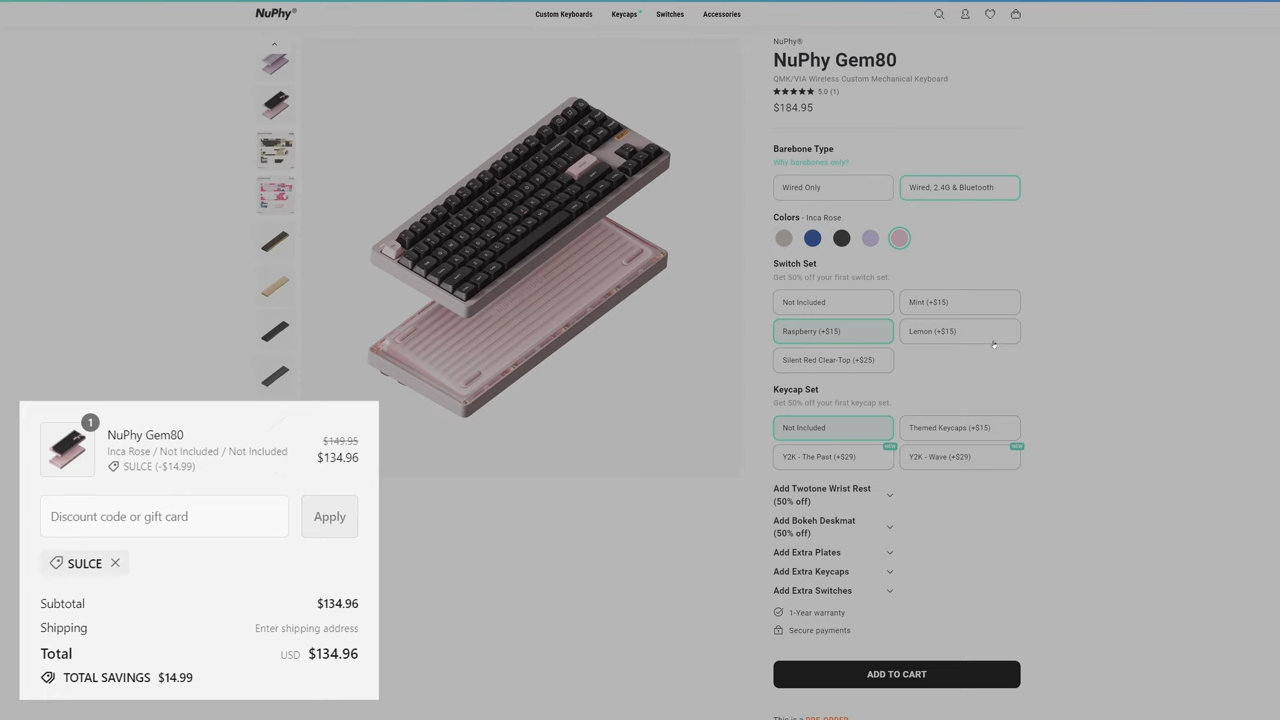 NuPhy®
Custom Keyboards
Keycaps
Switches
Accessories
NuPhy®
NuPhy Gem80
QMK/VIA Wireless Custom Mechanical Keyboard
★★★★★ 5.0 (1)
$184.95
Barebone Type
Why barebones only?
Wired Only
Wired, 2.4G & Bluetooth
Colors - Inca Rose
Switch Set
Get 50% off your first switch set.
Not Included
Mint (+$15)
Raspberry (+$15)
Lemon (+$15)
Silent Red Clear-Top (+$25)
Keycap Set
Get 50% off your first keycap set.
Not Included
Themed Keycaps (+$15)
Y2K - The Past (+$29)
NEW
Y2K - Wave (+$29)
NEW
Add Twotone Wrist Rest
(50% off)
Add Bokeh Deskmat
(50% off)
Add Extra Plates
Add Extra Keycaps
Add Extra Switches
1-Year warranty
Secure payments
ADD TO CART
This is a PRE-ORDER
1
NuPhy Gem80
Inca Rose / Not Included / Not Included
SULCE (-$14.99)
$149.95
$134.96
Discount code or gift card
Apply
SULCE
Subtotal
$134.96
Shipping
Enter shipping address
Total
USD $134.96
TOTAL SAVINGS $14.99